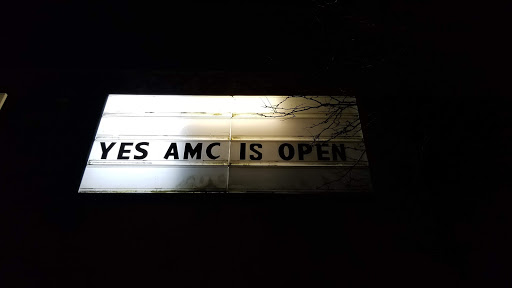 YES AMC IS OPEN